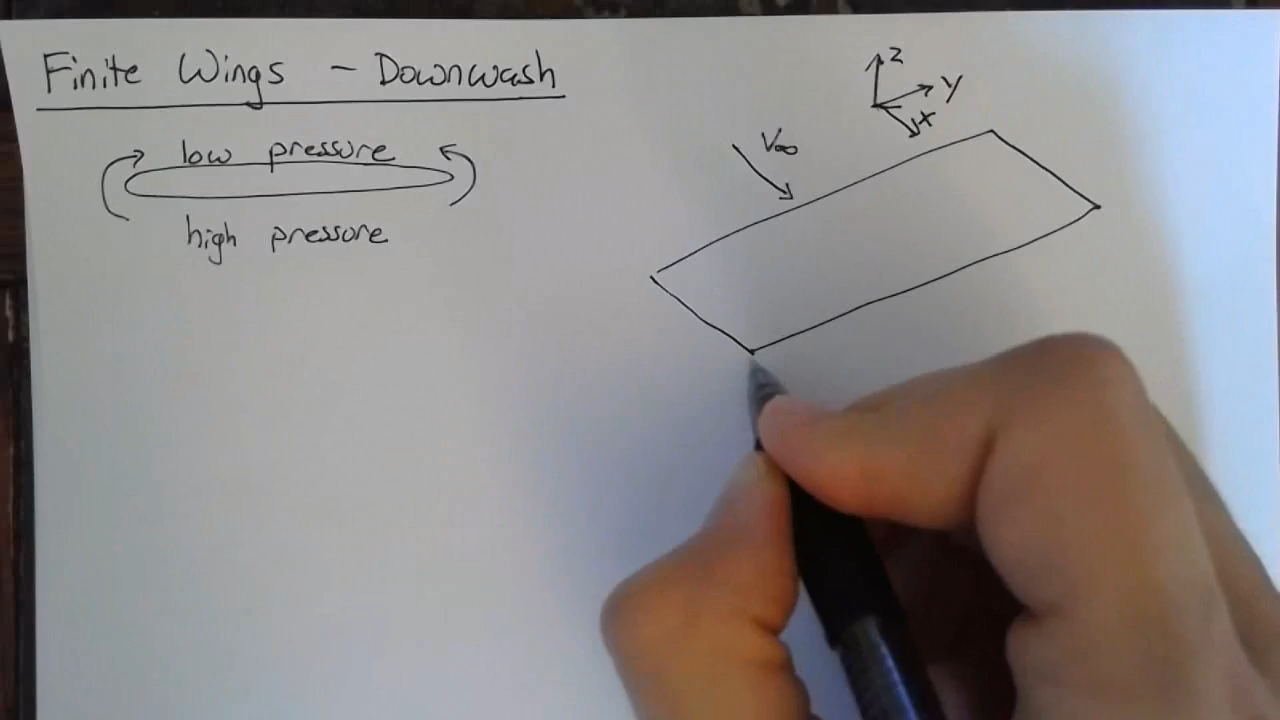 Finite Wings - Downwash
low pressure
high pressure
V∞
z
y
x